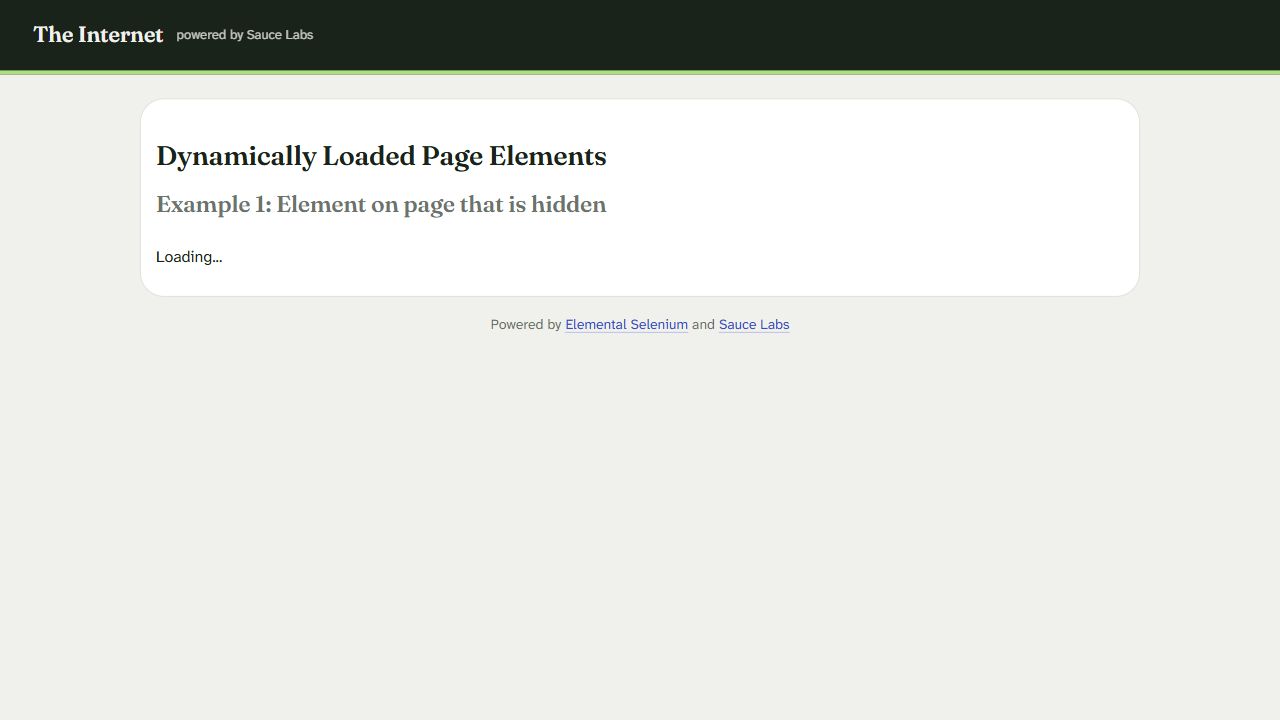 The Internet powered by Sauce Labs
Dynamically Loaded Page Elements
Example 1: Element on page that is hidden
Loading...
Powered by Elemental Selenium and Sauce Labs